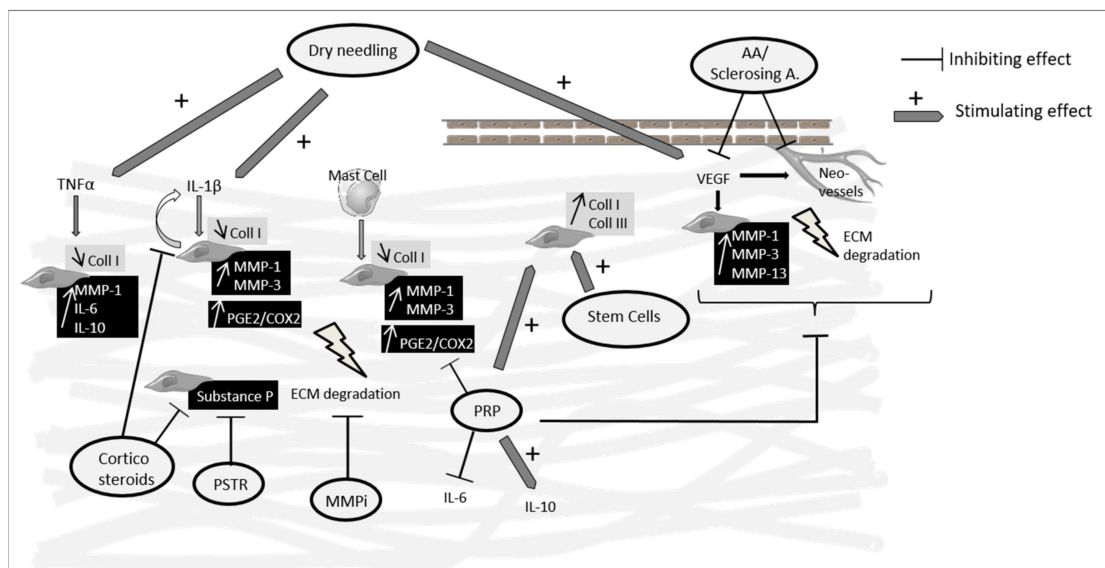 Dry needling
AA/
Sclerosing A.
Inhibiting effect
+
Stimulating effect
+
+
+
TNFα
IL-1β
Mast Cell
VEGF
Neo-
vessels
Coll I
Coll I
MMP-1
IL-6
IL-10
Coll I
MMP-1
MMP-3
PGE2/COX2
Coll I
MMP-1
MMP-3
PGE2/COX2
Coll I
Coll III
+
Stem Cells
+
MMP-1
MMP-3
MMP-13
ECM
degradation
Substance P
ECM degradation
PRP
+
IL-6
IL-10
Cortico
steroids
PSTR
MMPi